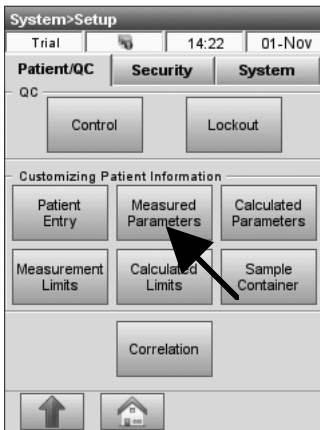 System>Setup
Trial 14:22 01-Nov
Patient/QC Security System
QC
Control Lockout
Customizing Patient Information
Patient Entry Measured Parameters Calculated Parameters
Measurement Limits Calculated Limits Sample Container
Correlation